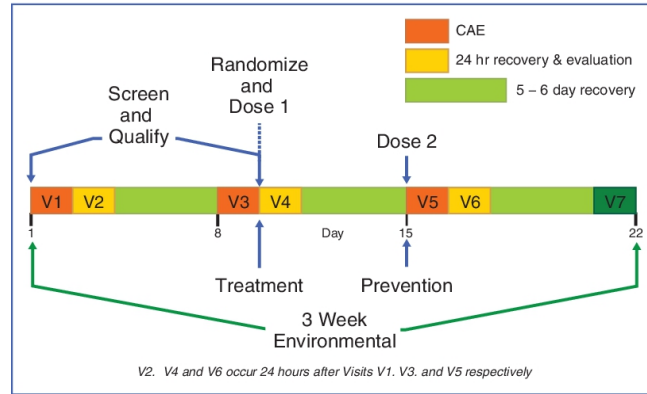 CAE
24 hr recovery & evaluation
5 – 6 day recovery
Randomize
and
Dose 1
Screen
and
Qualify
Dose 2
V1 V2 V3 V4 V5 V6 V7
1 8 Day 15 22
Treatment Prevention
3 Week
Environmental
V2. V4 and V6 occur 24 hours after Visits V1. V3. and V5 respectively